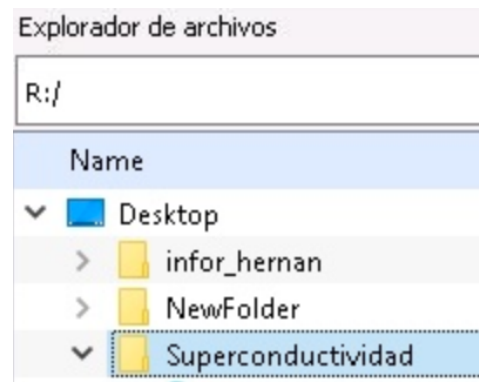 Explorador de archivos
R:/
Name
Desktop
infor_hernan
NewFolder
Superconductividad